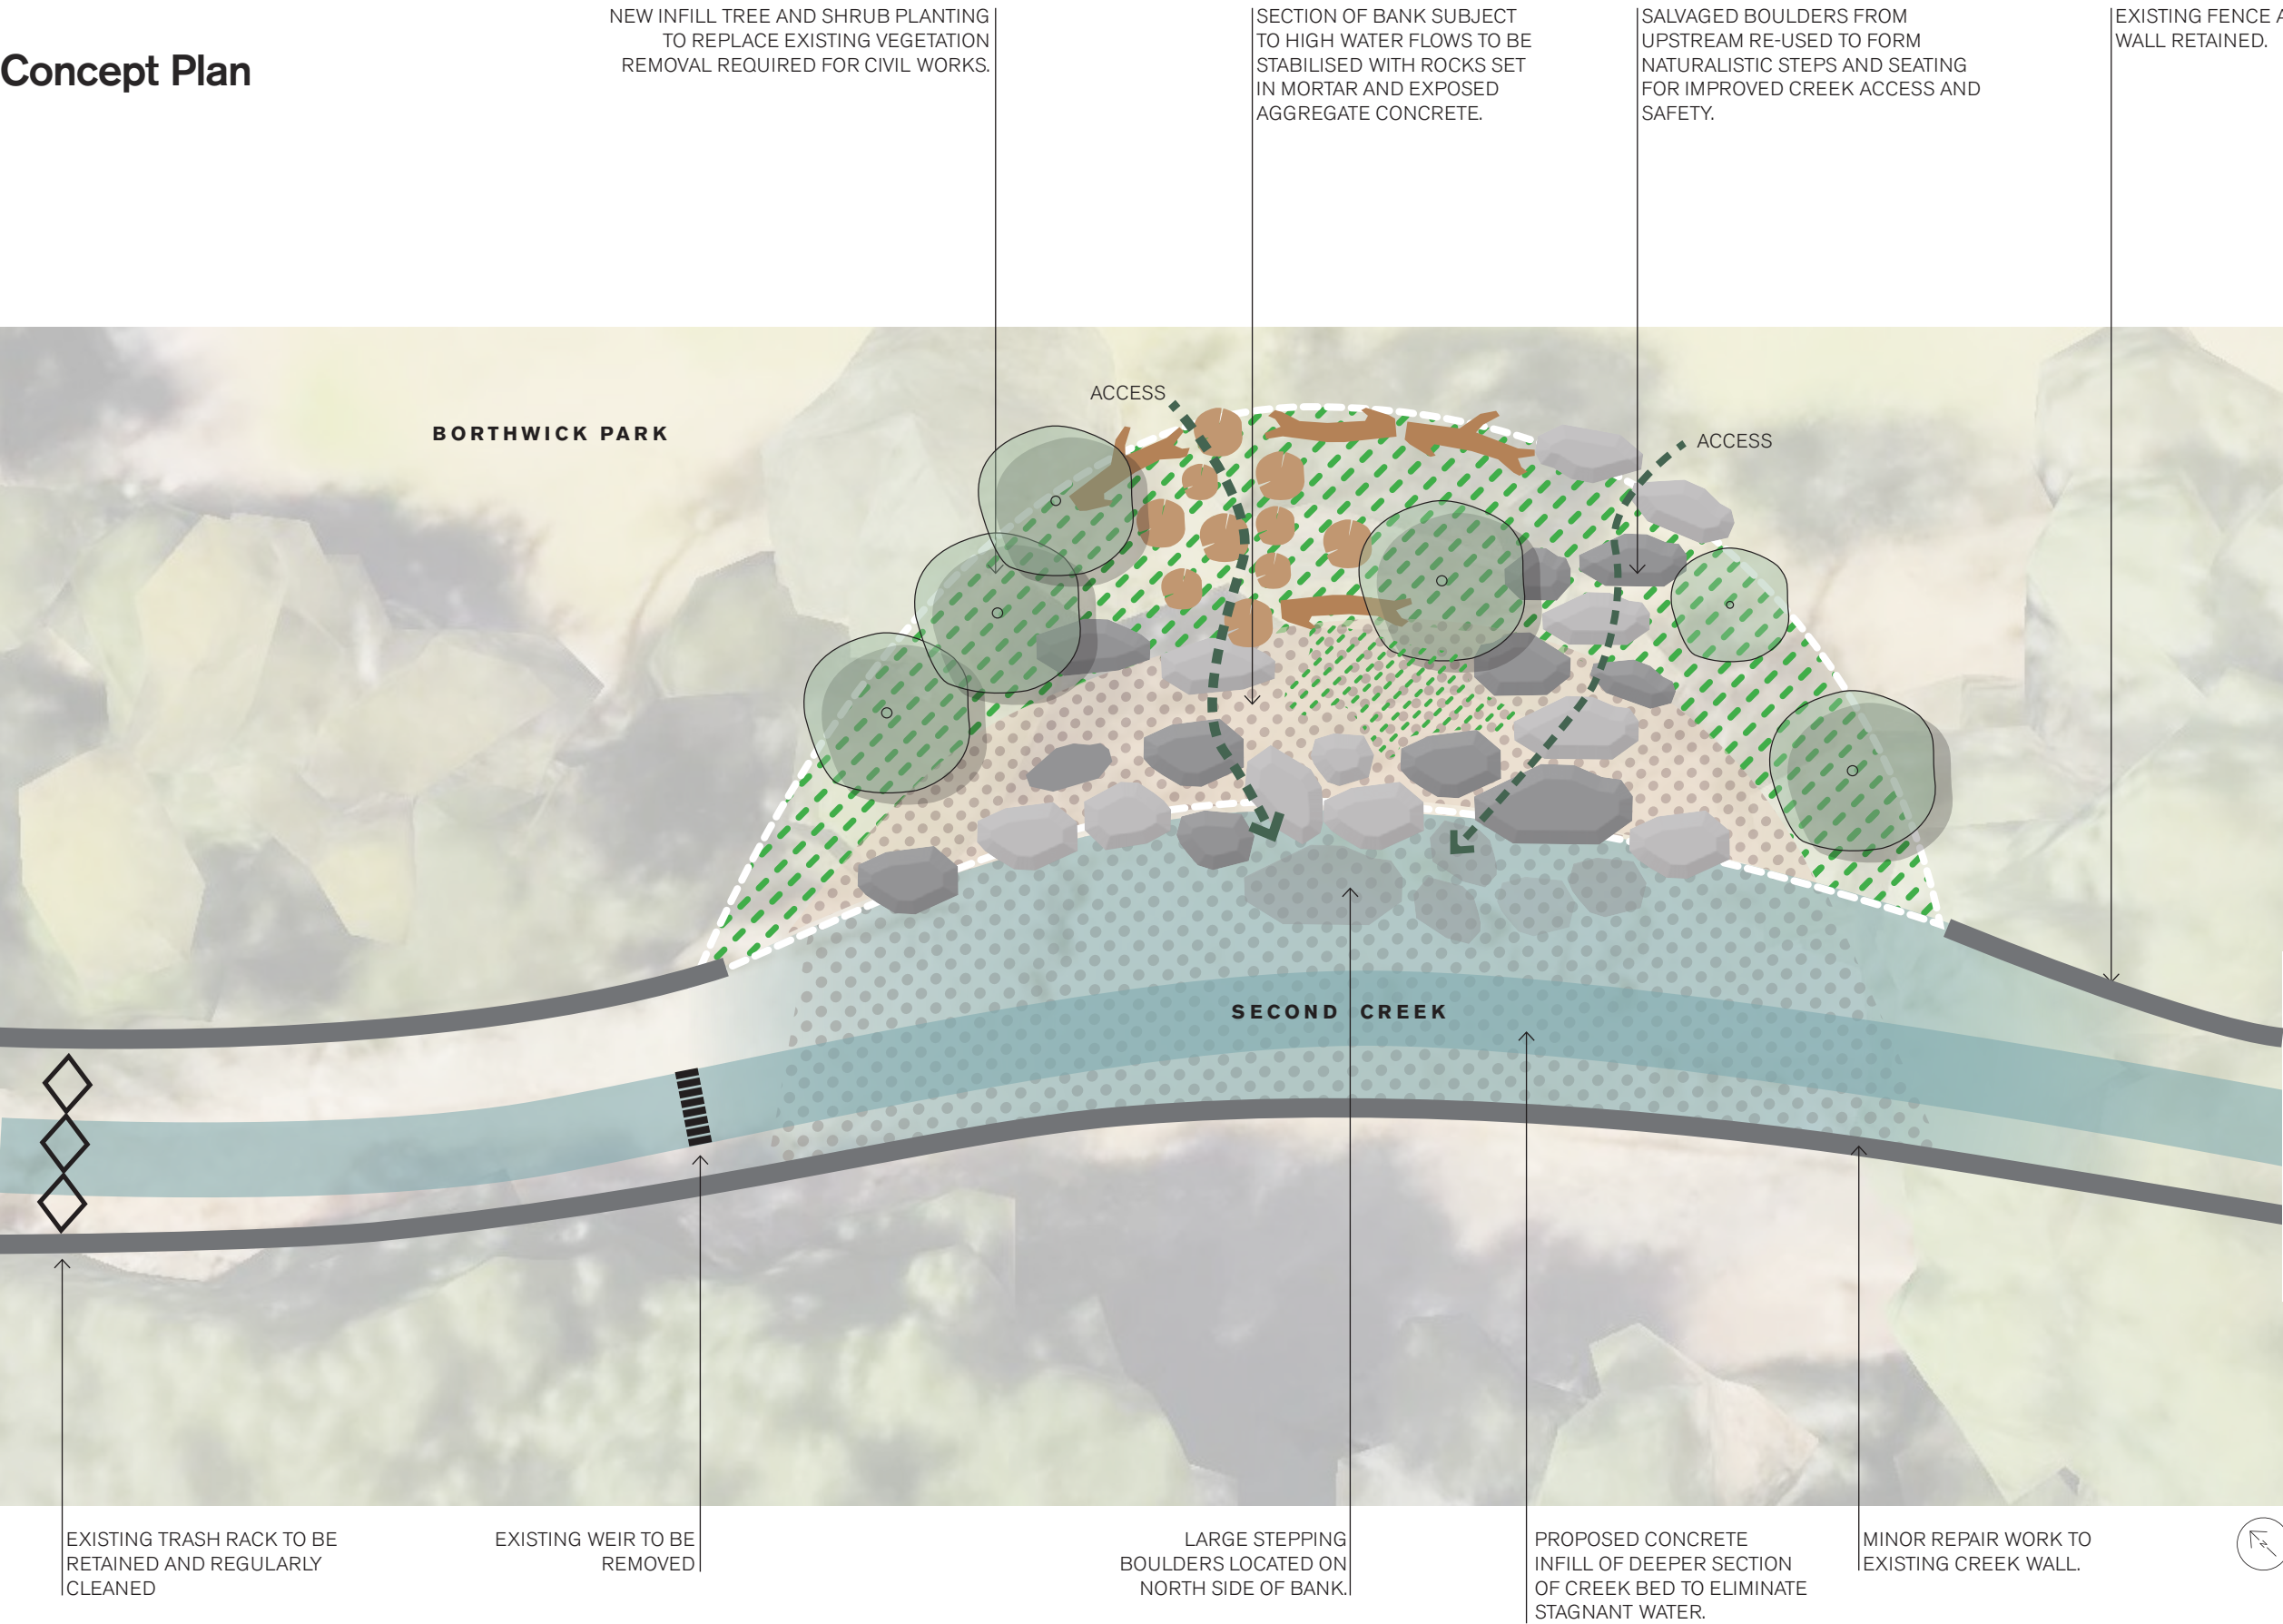 Concept Plan
NEW INFILL TREE AND SHRUB PLANTING
TO REPLACE EXISTING VEGETATION
REMOVAL REQUIRED FOR CIVIL WORKS.
SECTION OF BANK SUBJECT
TO HIGH WATER FLOWS TO BE
STABILISED WITH ROCKS SET
IN MORTAR AND EXPOSED
AGGREGATE CONCRETE.
SALVAGED BOULDERS FROM
UPSTREAM RE-USED TO FORM
NATURALISTIC STEPS AND SEATING
FOR IMPROVED CREEK ACCESS AND
SAFETY.
EXISTING FENCE
WALL RETAINED.
ACCESS
BORTHWICK PARK
ACCESS
SECOND CREEK
EXISTING TRASH RACK TO BE
RETAINED AND REGULARLY
CLEANED
EXISTING WEIR TO BE
REMOVED
LARGE STEPPING
BOULDERS LOCATED ON
NORTH SIDE OF BANK.
PROPOSED CONCRETE
INFILL OF DEEPER SECTION
OF CREEK BED TO ELIMINATE
STAGNANT WATER.
MINOR REPAIR WORK TO
EXISTING CREEK WALL.